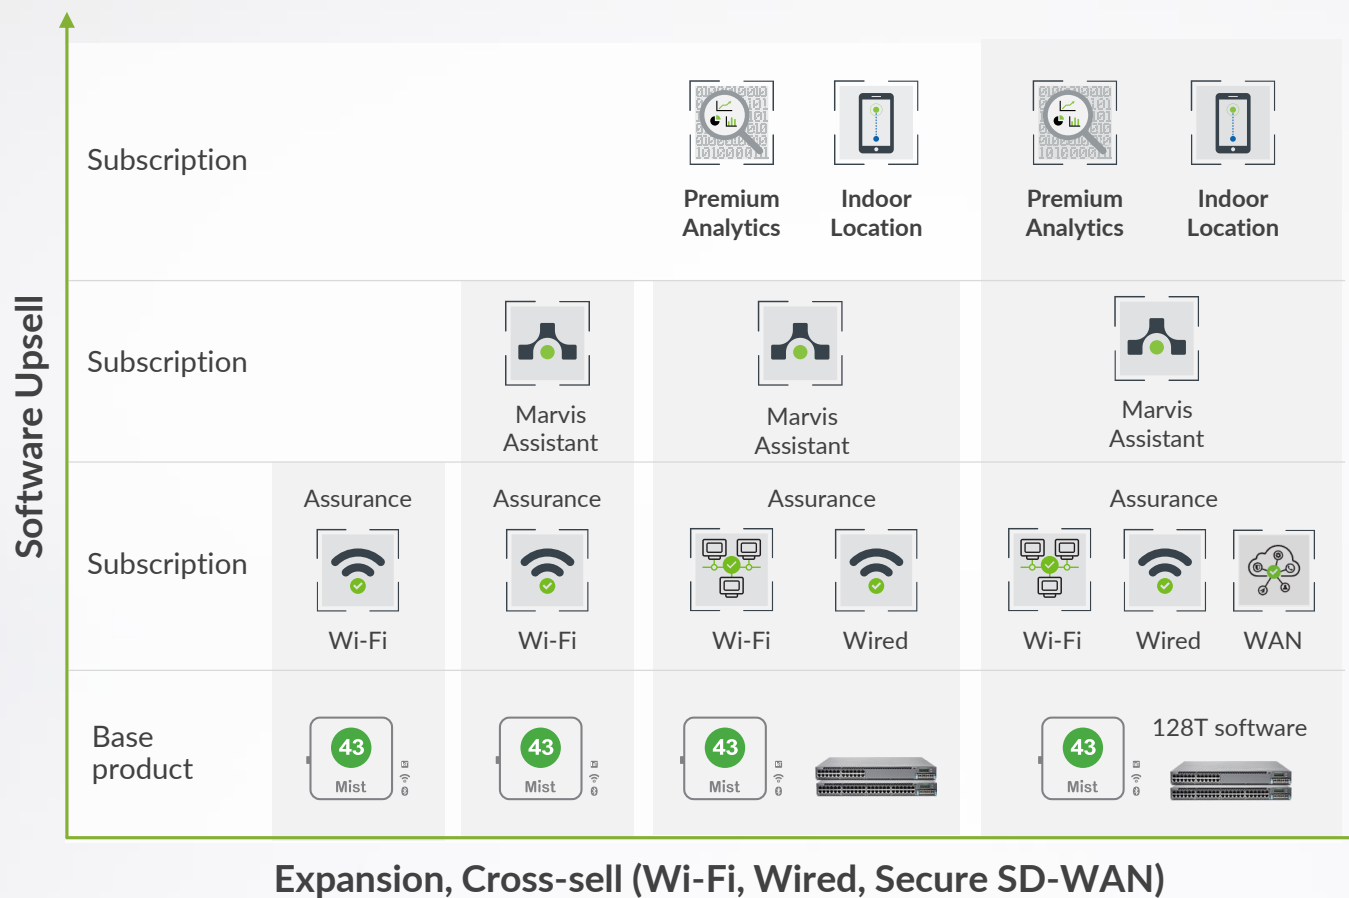 Software Upsell
Subscription
Premium
Analytics
Indoor
Location
Premium
Analytics
Indoor
Location
Subscription
Marvis
Assistant
Marvis
Assistant
Marvis
Assistant
Subscription
Assurance
Wi-Fi
Assurance
Wi-Fi
Assurance
Wi-Fi
Wired
Assurance
Wi-Fi
Wired
WAN
Base
product
43
Mist
43
Mist
43
Mist
43
Mist
128T software
Expansion, Cross-sell (Wi-Fi, Wired, Secure SD-WAN)